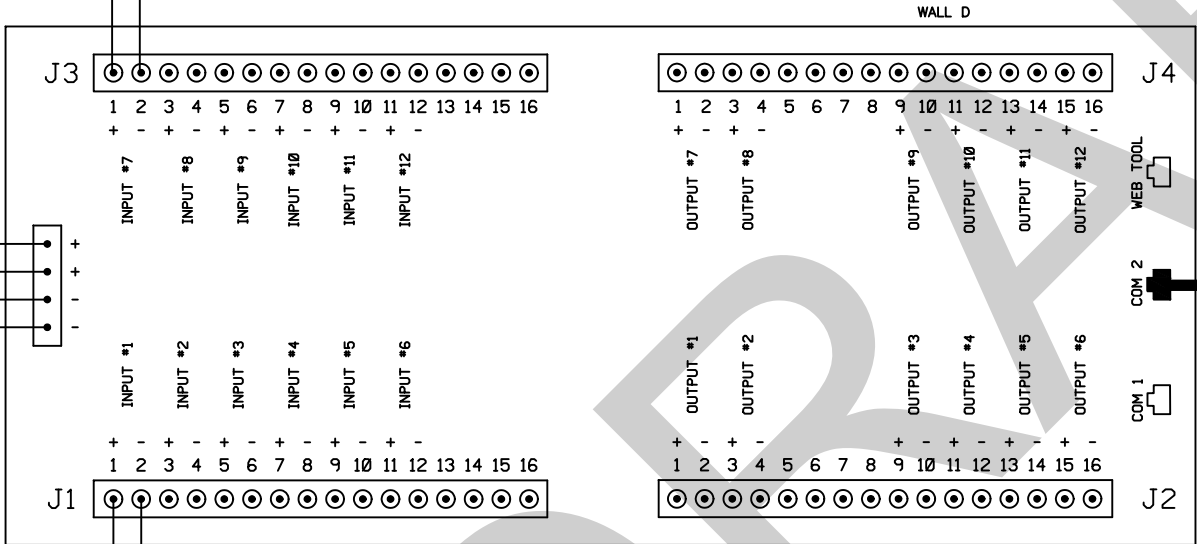 WALL D
J3
J4
1 2 3 4 5 6 7 8 9 10 11 12 13 14 15 16
1 2 3 4 5 6 7 8 9 10 11 12 13 14 15 16
+ - + - + - + - + - + -
+ - + - + - + - + - + -
INPUT #7
INPUT #8
INPUT #9
INPUT #10
INPUT #11
INPUT #12
OUTPUT #7
OUTPUT #8
OUTPUT #9
OUTPUT #10
OUTPUT #11
OUTPUT #12
WEB TOOL
+
+
-
-
COM 2
INPUT #1
INPUT #2
INPUT #3
INPUT #4
INPUT #5
INPUT #6
OUTPUT #1
OUTPUT #2
OUTPUT #3
OUTPUT #4
OUTPUT #5
OUTPUT #6
COM 1
+ - + - + - + - + - + -
+ - + - + - + - + - + -
1 2 3 4 5 6 7 8 9 10 11 12 13 14 15 16
1 2 3 4 5 6 7 8 9 10 11 12 13 14 15 16
J1
J2